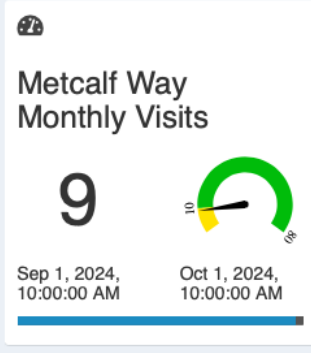 Metcalf Way
Monthly Visits
9
10
80
Sep 1, 2024,
10:00:00 AM
Oct 1, 2024,
10:00:00 AM